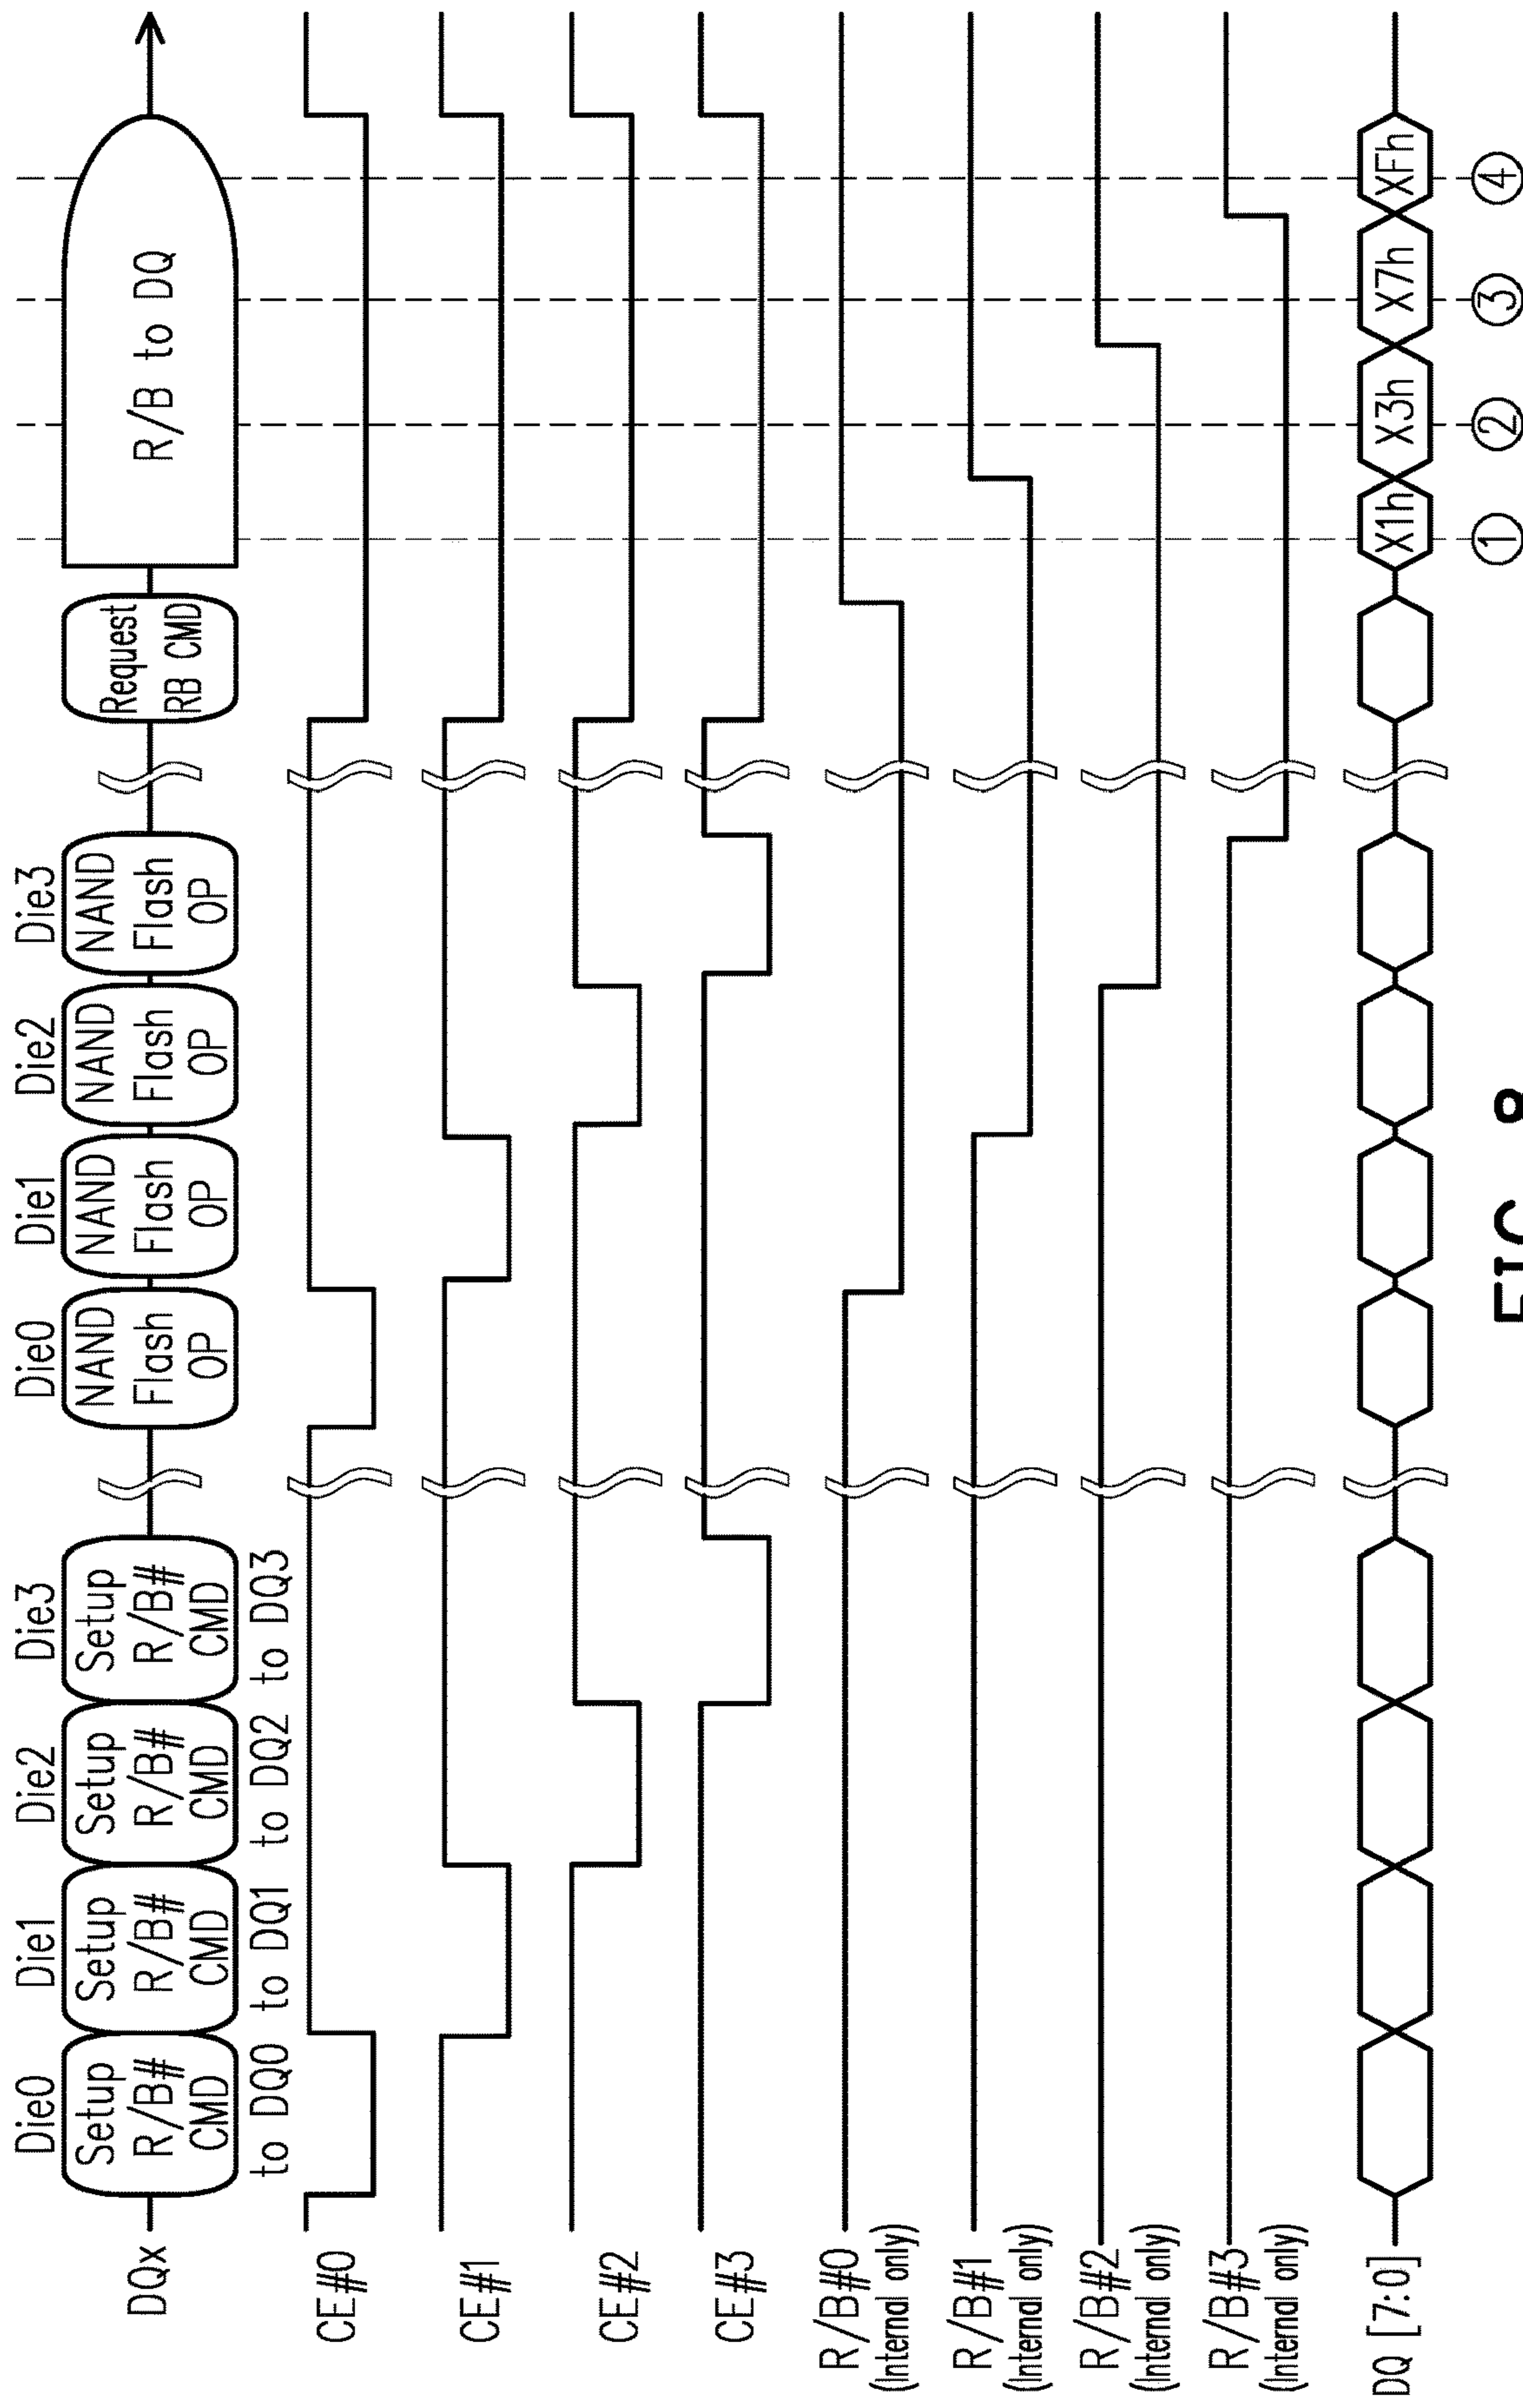 Die0
Die1
Die2
Die3
Die0
Die1
Die2
Die3
DQx
Setup
R/B#
CMD
Setup
R/B#
CMD
Setup
R/B#
CMD
Setup
R/B#
CMD
NAND
Flash
OP
NAND
Flash
OP
NAND
Flash
OP
NAND
Flash
OP
Request
RB CMD
R/B to DQ
to DQ0
to DQ1
to DQ2
to DQ3
CE#0
CE#1
CE#2
CE#3
R/B#0
(Internal only)
R/B#1
(Internal only)
R/B#2
(Internal only)
R/B#3
(Internal only)
DQ [7:0]
X1h
X3h
X7h
XFh
1
2
3
4
FIG. 8